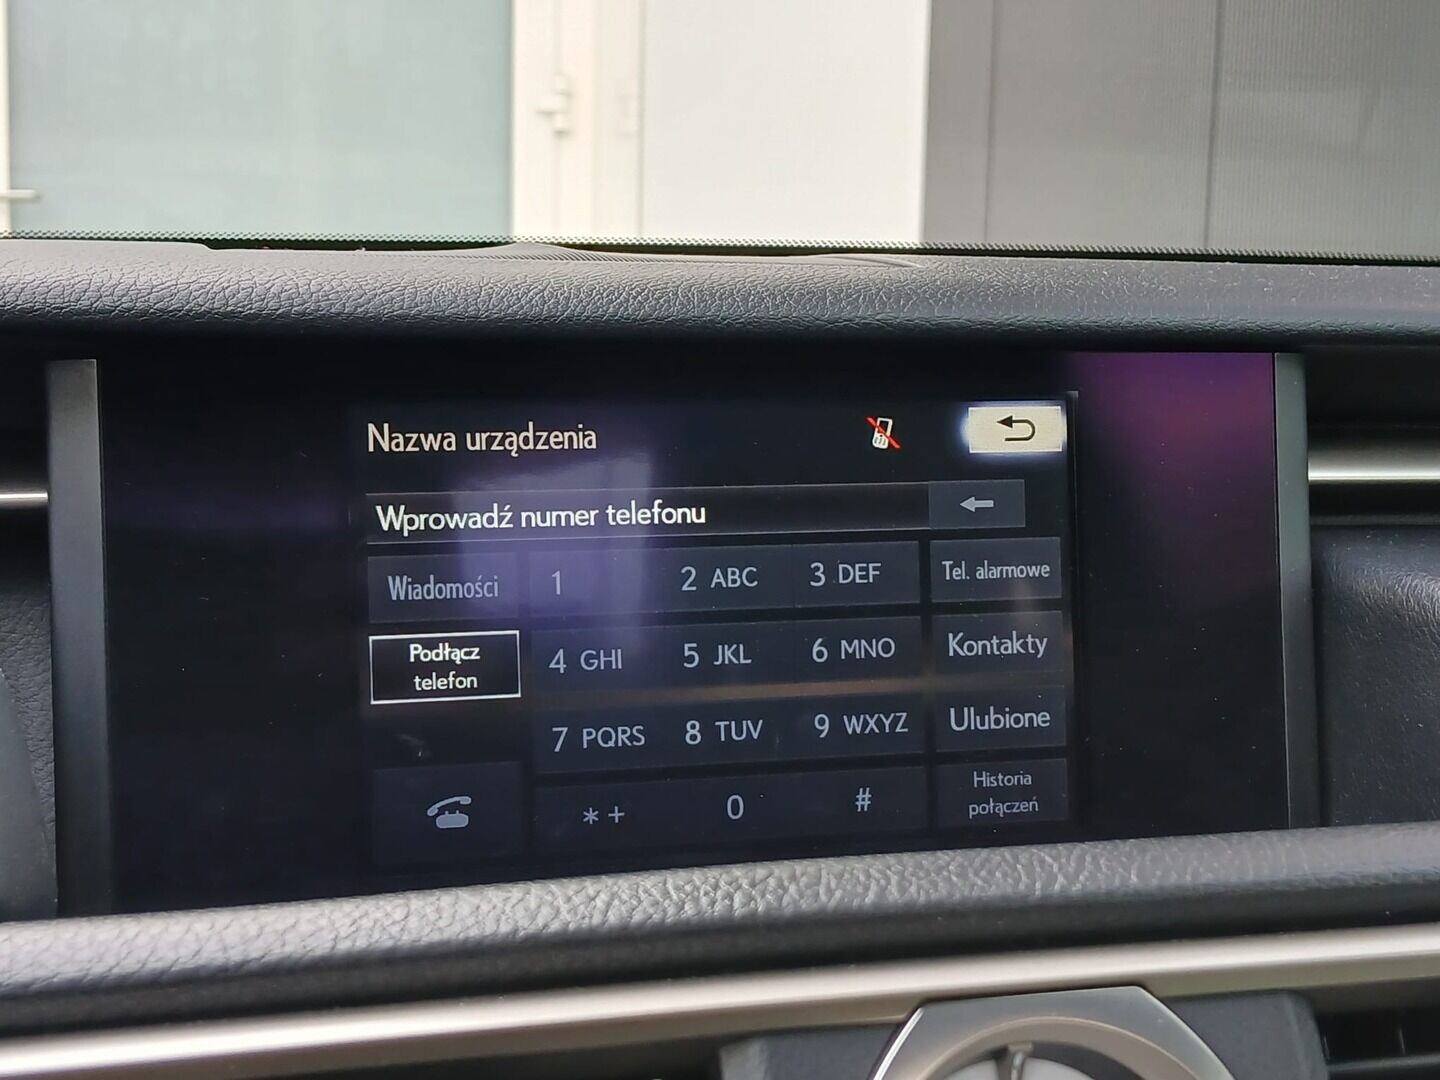 Nazwa urządzenia
Wprowadź numer telefonu
Wiadomości 1 2 ABC 3 DEF Tel. alarmowe
Podłącz
telefon
4 GHI 5 JKL 6 MNO Kontakty
7 PQRS 8 TUV 9 WXYZ Ulubione
* + 0 #
Historia
połączeń